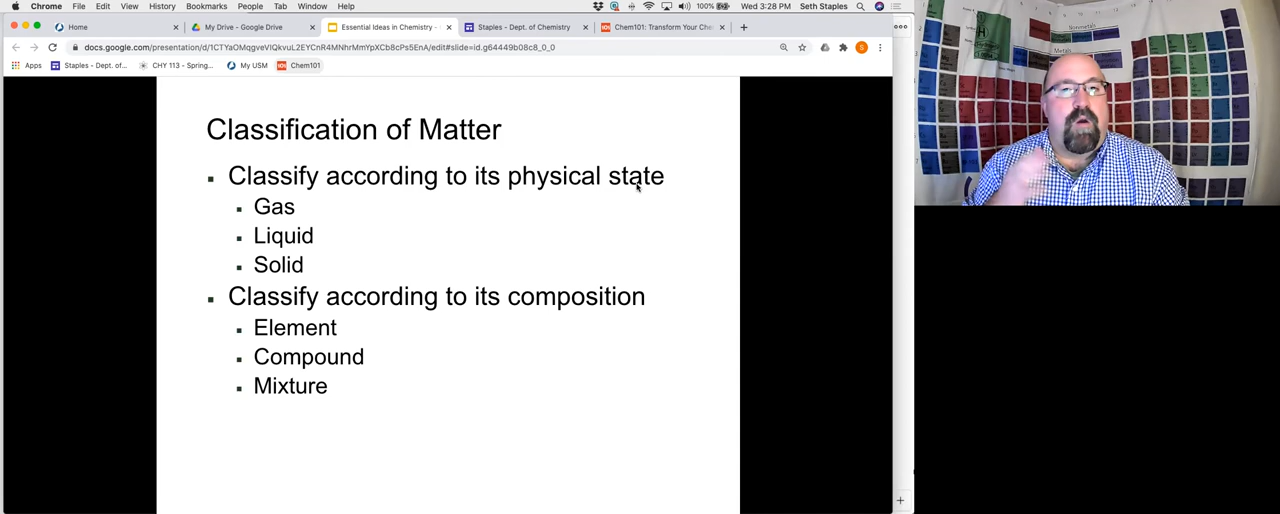 Chrome File Edit View History Bookmarks People Tab Window Help 100% Wed 3:28 PM Seth Staples
Home My Drive - Google Drive Essential Ideas in Chemistry - Staples - Dept. of Chemistry Chem101: Transform Your Che
docs.google.com/presentation/d/1CTYaOMqgveVIQkvuL2EYCnR4MNhrMmYpXCb8cPs5EnA/edit#slide=id.g64449b08c8_0_0
Apps Staples - Dept. of... CHY 113 - Spring... My USM Chem101
Classification of Matter
Classify according to its physical state
Gas
Liquid
Solid
Classify according to its composition
Element
Compound
Mixture
Nonmetals
Metals